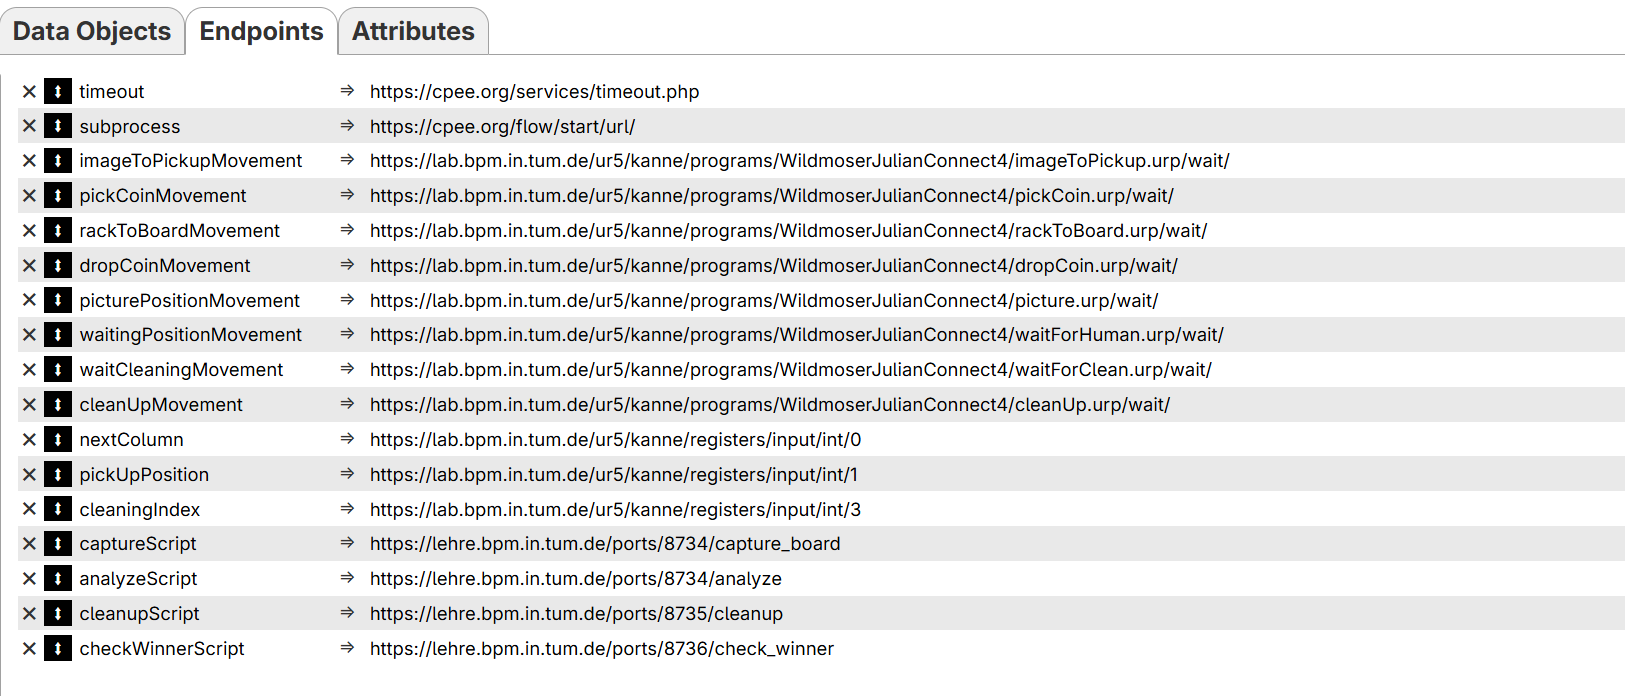 Data Objects Endpoints Attributes
timeout ⇒ https://cpee.org/services/timeout.php
subprocess ⇒ https://cpee.org/flow/start/url/
imageToPickupMovement ⇒ https://lab.bpm.in.tum.de/ur5/kanne/programs/WildmoserJulianConnect4/imageToPickup.urp/wait/
pickCoinMovement ⇒ https://lab.bpm.in.tum.de/ur5/kanne/programs/WildmoserJulianConnect4/pickCoin.urp/wait/
rackToBoardMovement ⇒ https://lab.bpm.in.tum.de/ur5/kanne/programs/WildmoserJulianConnect4/rackToBoard.urp/wait/
dropCoinMovement ⇒ https://lab.bpm.in.tum.de/ur5/kanne/programs/WildmoserJulianConnect4/dropCoin.urp/wait/
picturePositionMovement ⇒ https://lab.bpm.in.tum.de/ur5/kanne/programs/WildmoserJulianConnect4/picture.urp/wait/
waitingPositionMovement ⇒ https://lab.bpm.in.tum.de/ur5/kanne/programs/WildmoserJulianConnect4/waitForHuman.urp/wait/
waitCleaningMovement ⇒ https://lab.bpm.in.tum.de/ur5/kanne/programs/WildmoserJulianConnect4/waitForClean.urp/wait/
cleanUpMovement ⇒ https://lab.bpm.in.tum.de/ur5/kanne/programs/WildmoserJulianConnect4/cleanUp.urp/wait/
nextColumn ⇒ https://lab.bpm.in.tum.de/ur5/kanne/registers/input/int/0
pickUpPosition ⇒ https://lab.bpm.in.tum.de/ur5/kanne/registers/input/int/1
cleaningIndex ⇒ https://lab.bpm.in.tum.de/ur5/kanne/registers/input/int/3
captureScript ⇒ https://lehre.bpm.in.tum.de/ports/8734/capture_board
analyzeScript ⇒ https://lehre.bpm.in.tum.de/ports/8734/analyze
cleanupScript ⇒ https://lehre.bpm.in.tum.de/ports/8735/cleanup
checkWinnerScript ⇒ https://lehre.bpm.in.tum.de/ports/8736/check_winner